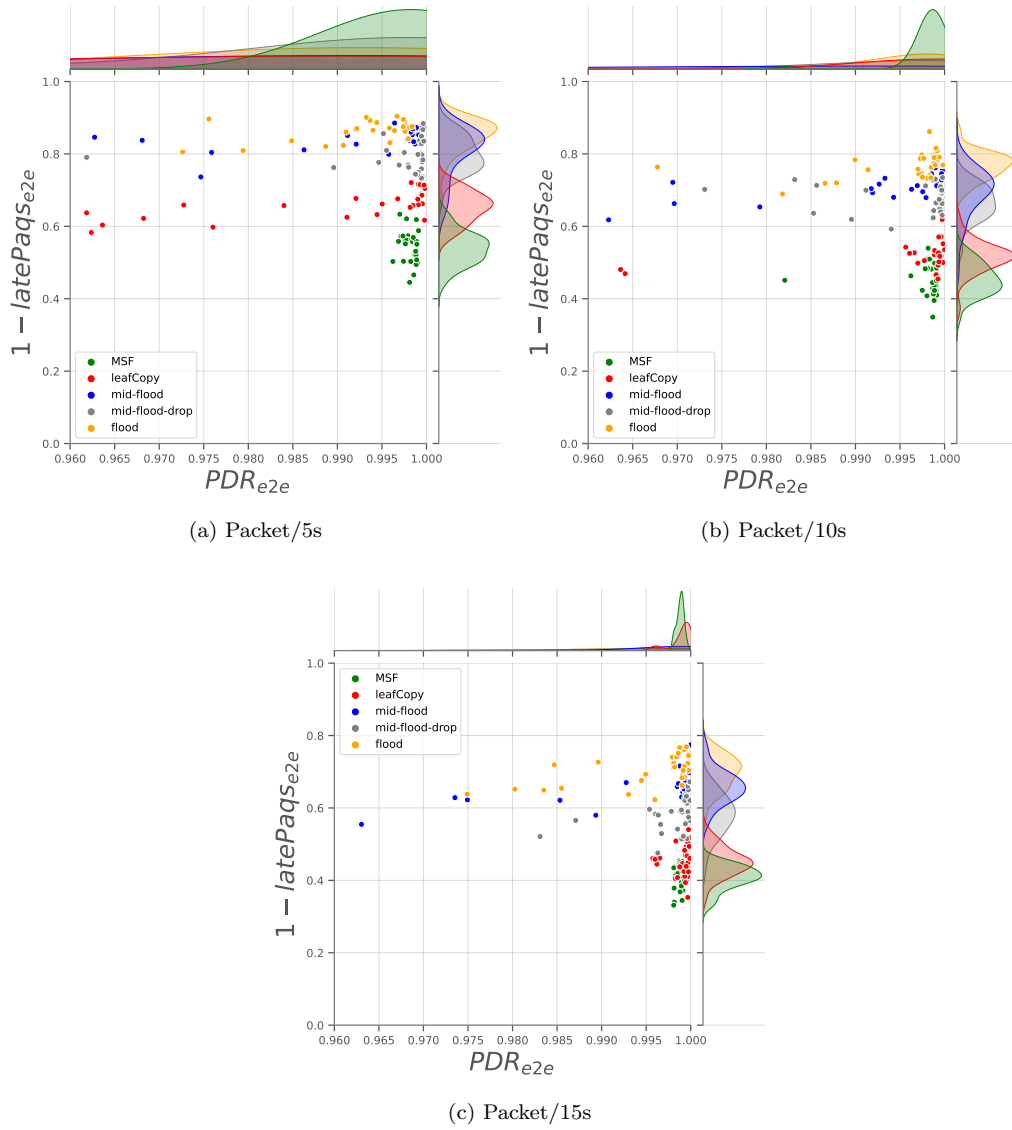 1.0
0.8
0.6
0.4
0.2
0.0
1 − latePaqs_e2e
MSF
leafCopy
mid-flood
mid-flood-drop
flood
0.960 0.965 0.970 0.975 0.980 0.985 0.990 0.995 1.000
PDR_e2e
(a) Packet/5s
1.0
0.8
0.6
0.4
0.2
0.0
1 − latePaqs_e2e
MSF
leafCopy
mid-flood
mid-flood-drop
flood
0.960 0.965 0.970 0.975 0.980 0.985 0.990 0.995 1.000
PDR_e2e
(b) Packet/10s
1.0
0.8
0.6
0.4
0.2
0.0
1 − latePaqs_e2e
MSF
leafCopy
mid-flood
mid-flood-drop
flood
0.960 0.965 0.970 0.975 0.980 0.985 0.990 0.995 1.000
PDR_e2e
(c) Packet/15s